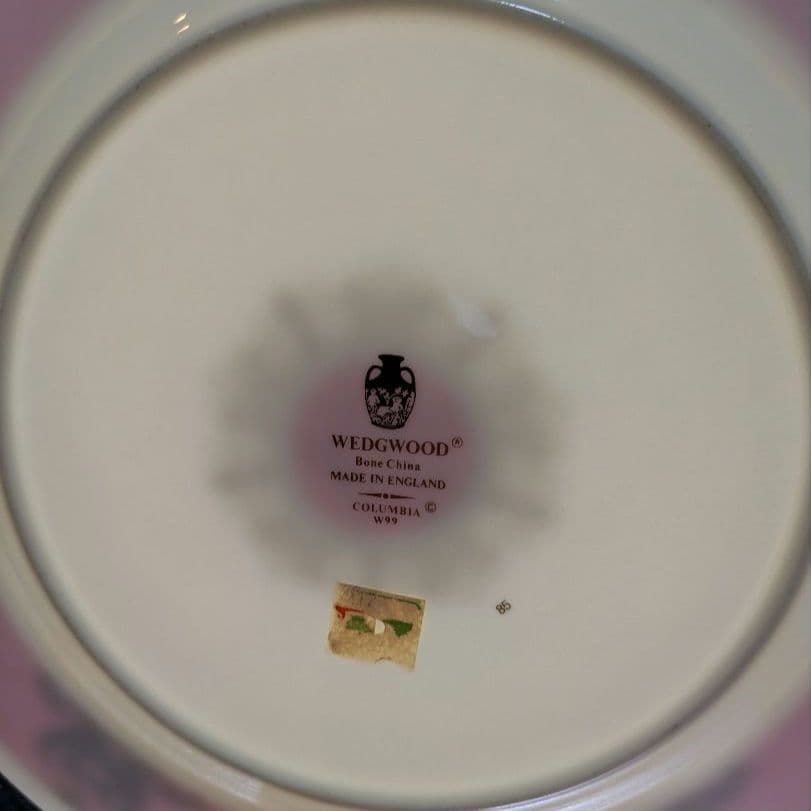 WEDGWOOD®
Bone China
MADE IN ENGLAND
COLUMBIA ©
W99
85